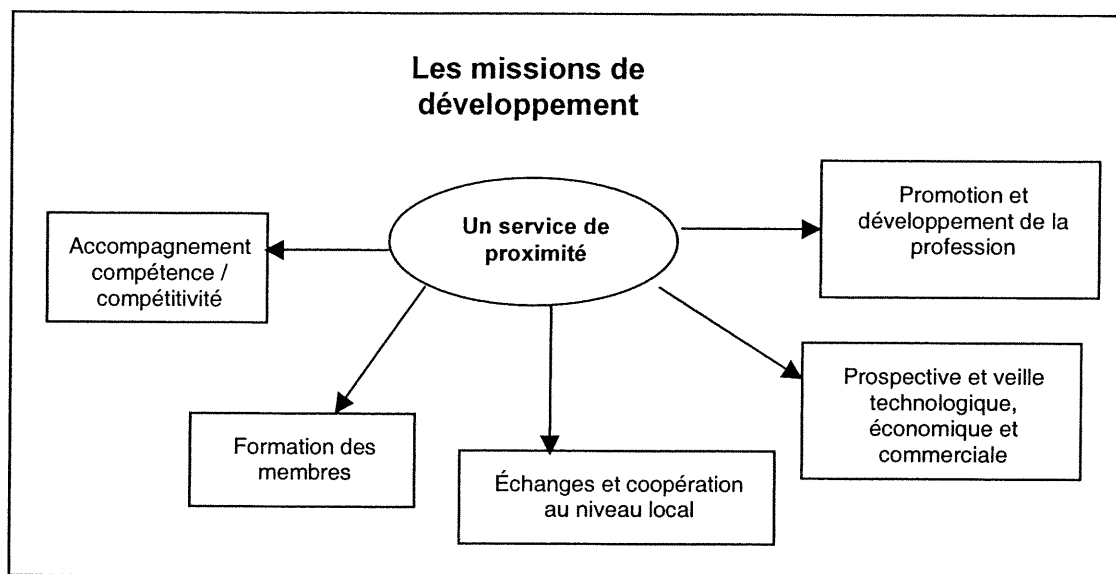 Les missions de
développement
Un service de
proximité
Accompagnement
compétence /
compétitivité
Formation des
membres
Échanges et coopération
au niveau local
Prospective et veille
technologique,
économique et
commerciale
Promotion et
développement de la
profession